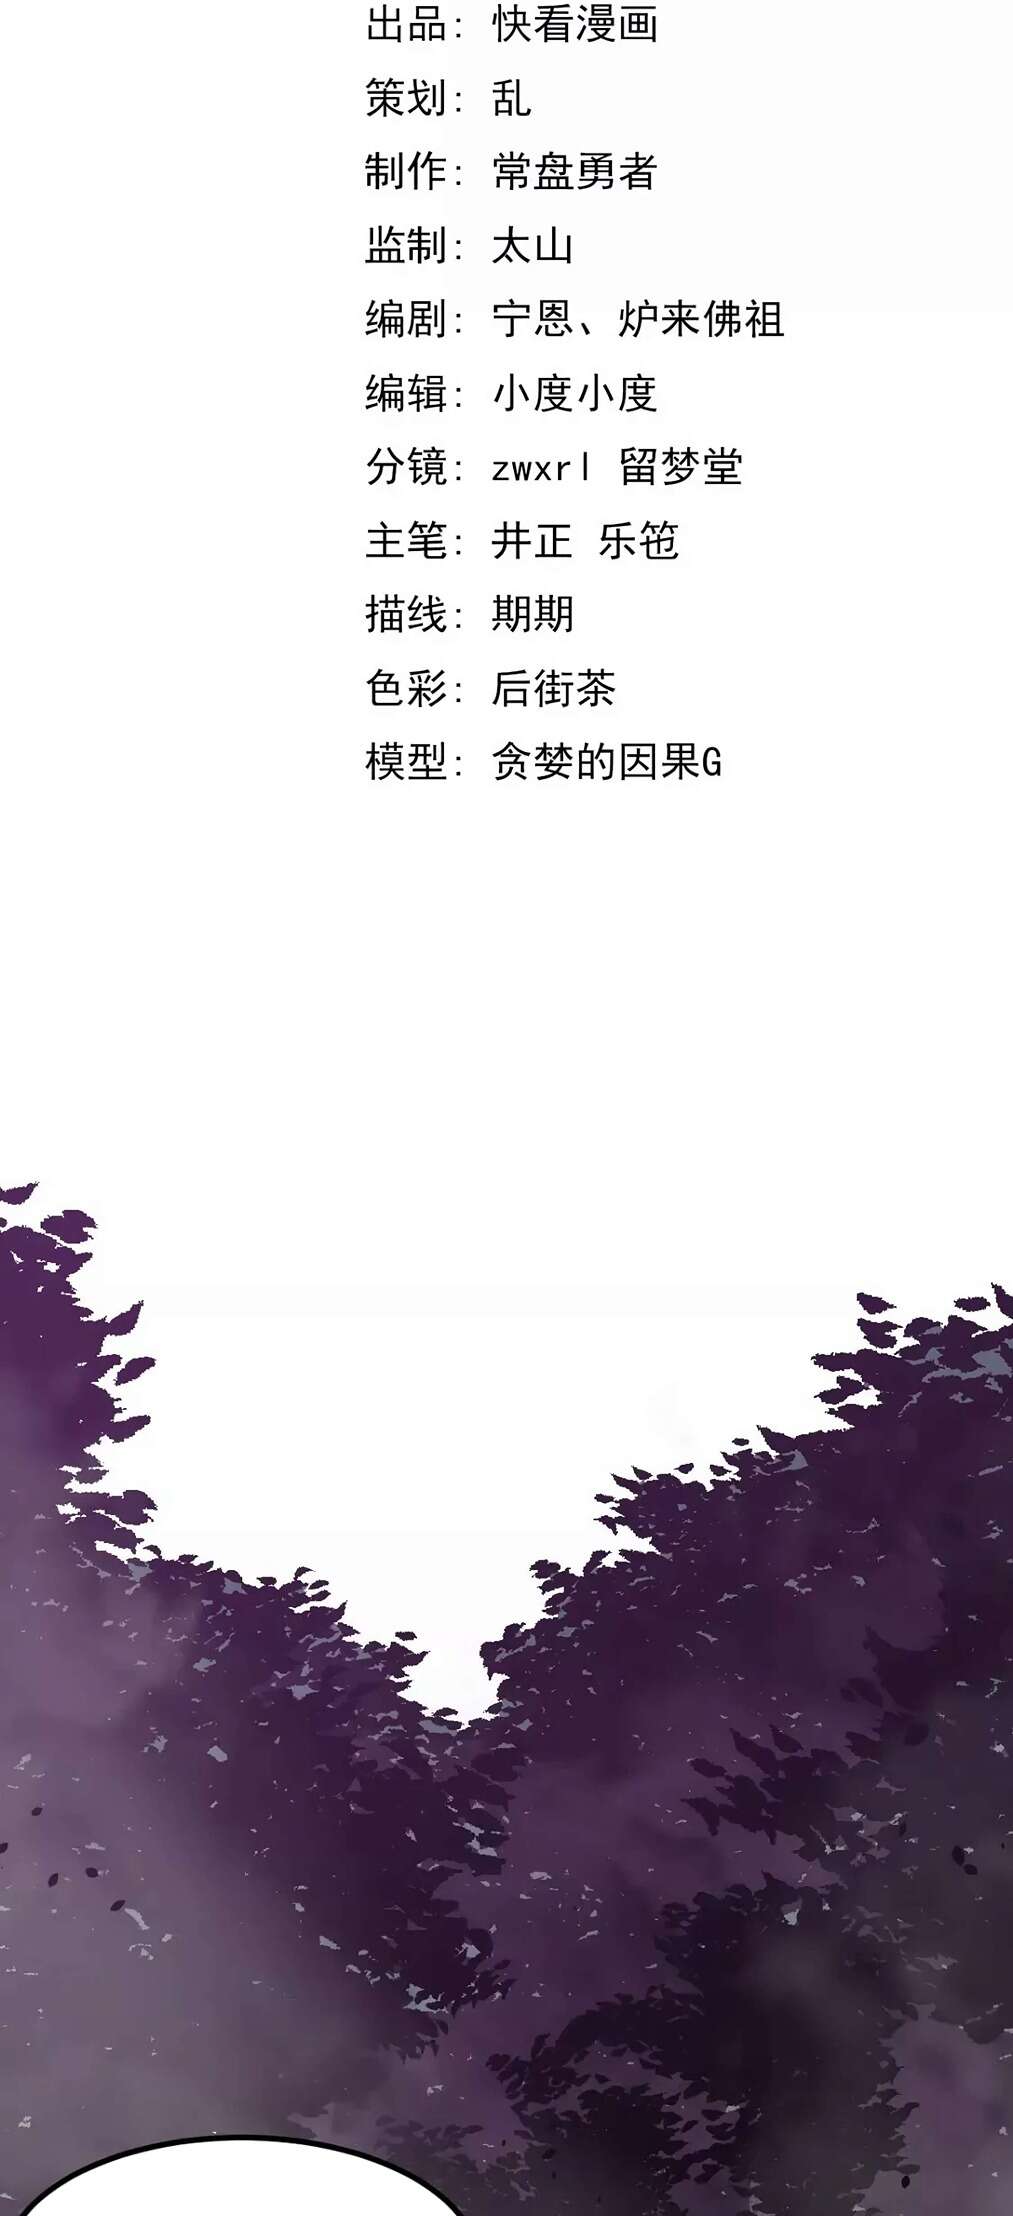 出品: 快看漫画
策划: 乱
制作: 常盘勇者
监制: 太山
编剧: 宁恩、炉来佛祖
编辑: 小度小度
分镜: zwxrl 留梦堂
主笔: 井正 乐笆
描线: 期期
色彩: 后街茶
模型: 贪婪的因果G